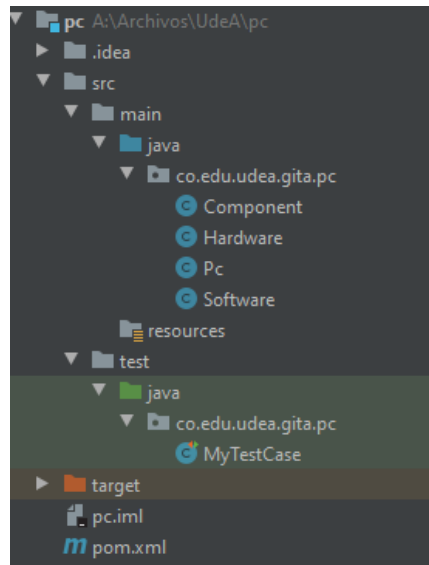 pc A:\Archivos\UdeA\pc
.idea
src
main
java
co.edu.udea.gita.pc
Component
Hardware
Pc
Software
resources
test
java
co.edu.udea.gita.pc
MyTestCase
target
pc.iml
pom.xml